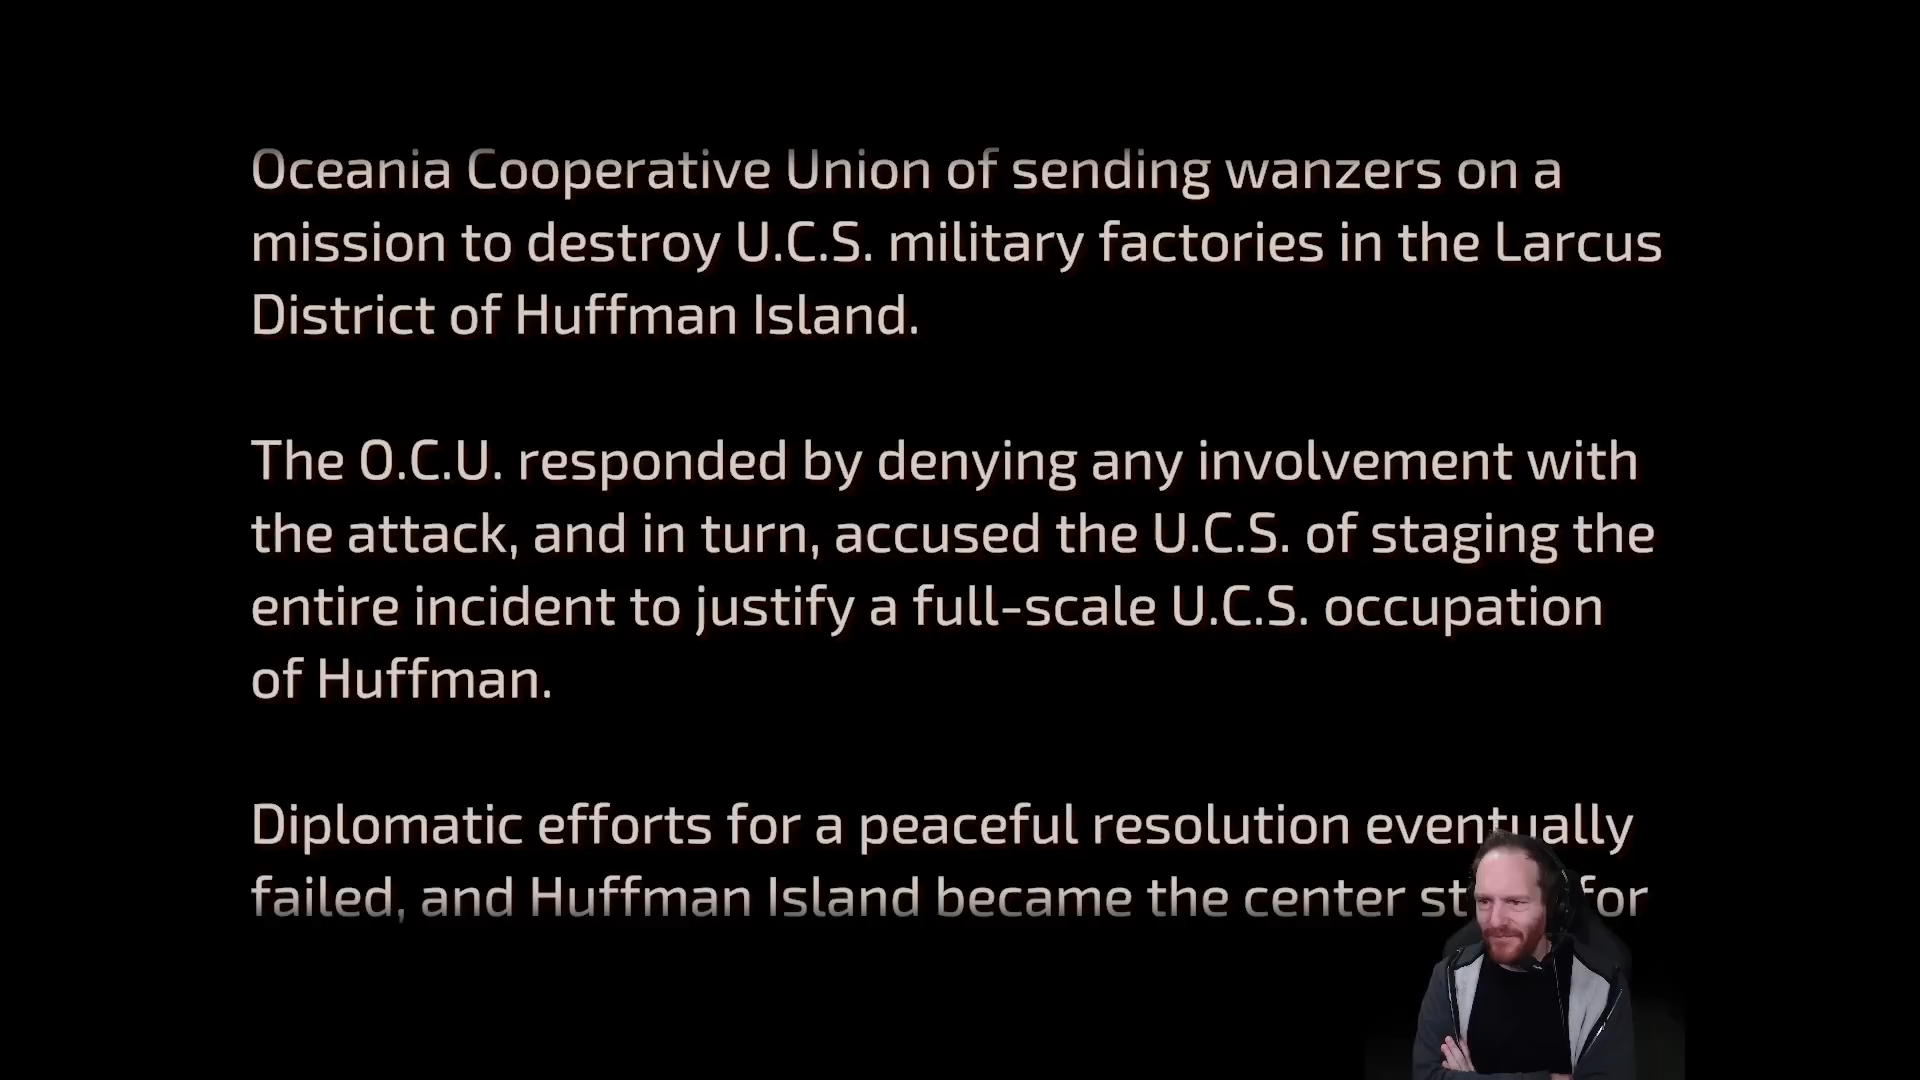 Oceania Cooperative Union of sending wanzers on a
mission to destroy U.C.S. military factories in the Larcus
District of Huffman Island.
The O.C.U. responded by denying any involvement with
the attack, and in turn, accused the U.C.S. of staging the
entire incident to justify a full-scale U.C.S. occupation
of Huffman.
Diplomatic efforts for a peaceful resolution eventually
failed, and Huffman Island became the center for